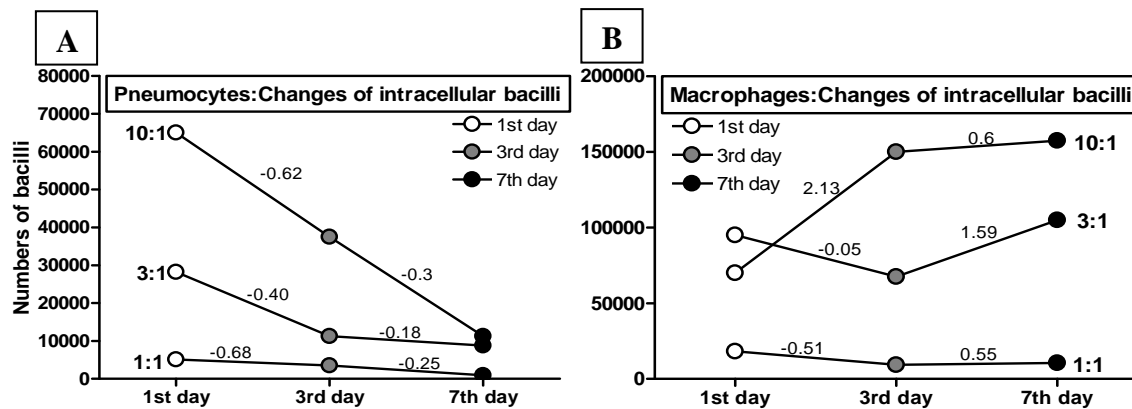 A
Pneumocytes:Changes of intracellular bacilli
Numbers of bacilli
80000
70000
60000
50000
40000
30000
20000
10000
0
1st day
3rd day
7th day
10:1
3:1
1:1
-0.62
-0.3
-0.40
-0.18
-0.68
-0.25
1st day
3rd day
7th day
B
Macrophages:Changes of intracellular bacilli
200000
150000
100000
50000
0
1st day
3rd day
7th day
2.13
0.6
10:1
-0.05
1.59
3:1
-0.51
0.55
1:1
1st day
3rd day
7th day